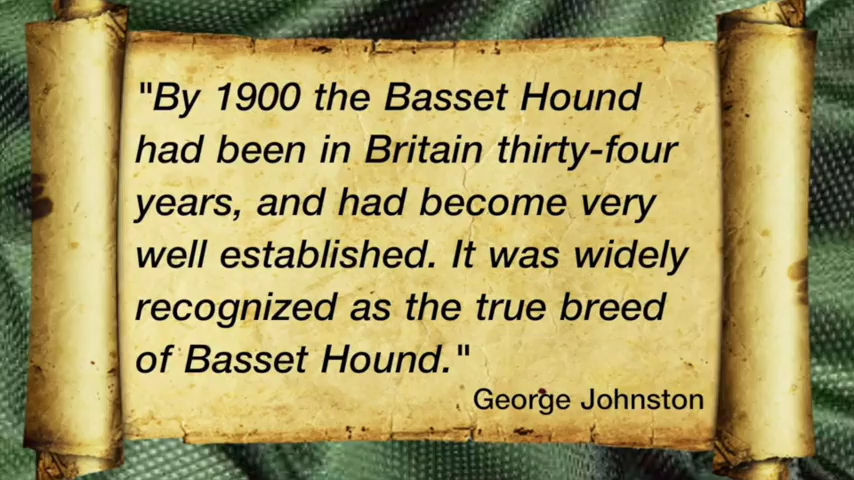 "By 1900 the Basset Hound
had been in Britain thirty-four
years, and had become very
well established. It was widely
recognized as the true breed
of Basset Hound."
George Johnston